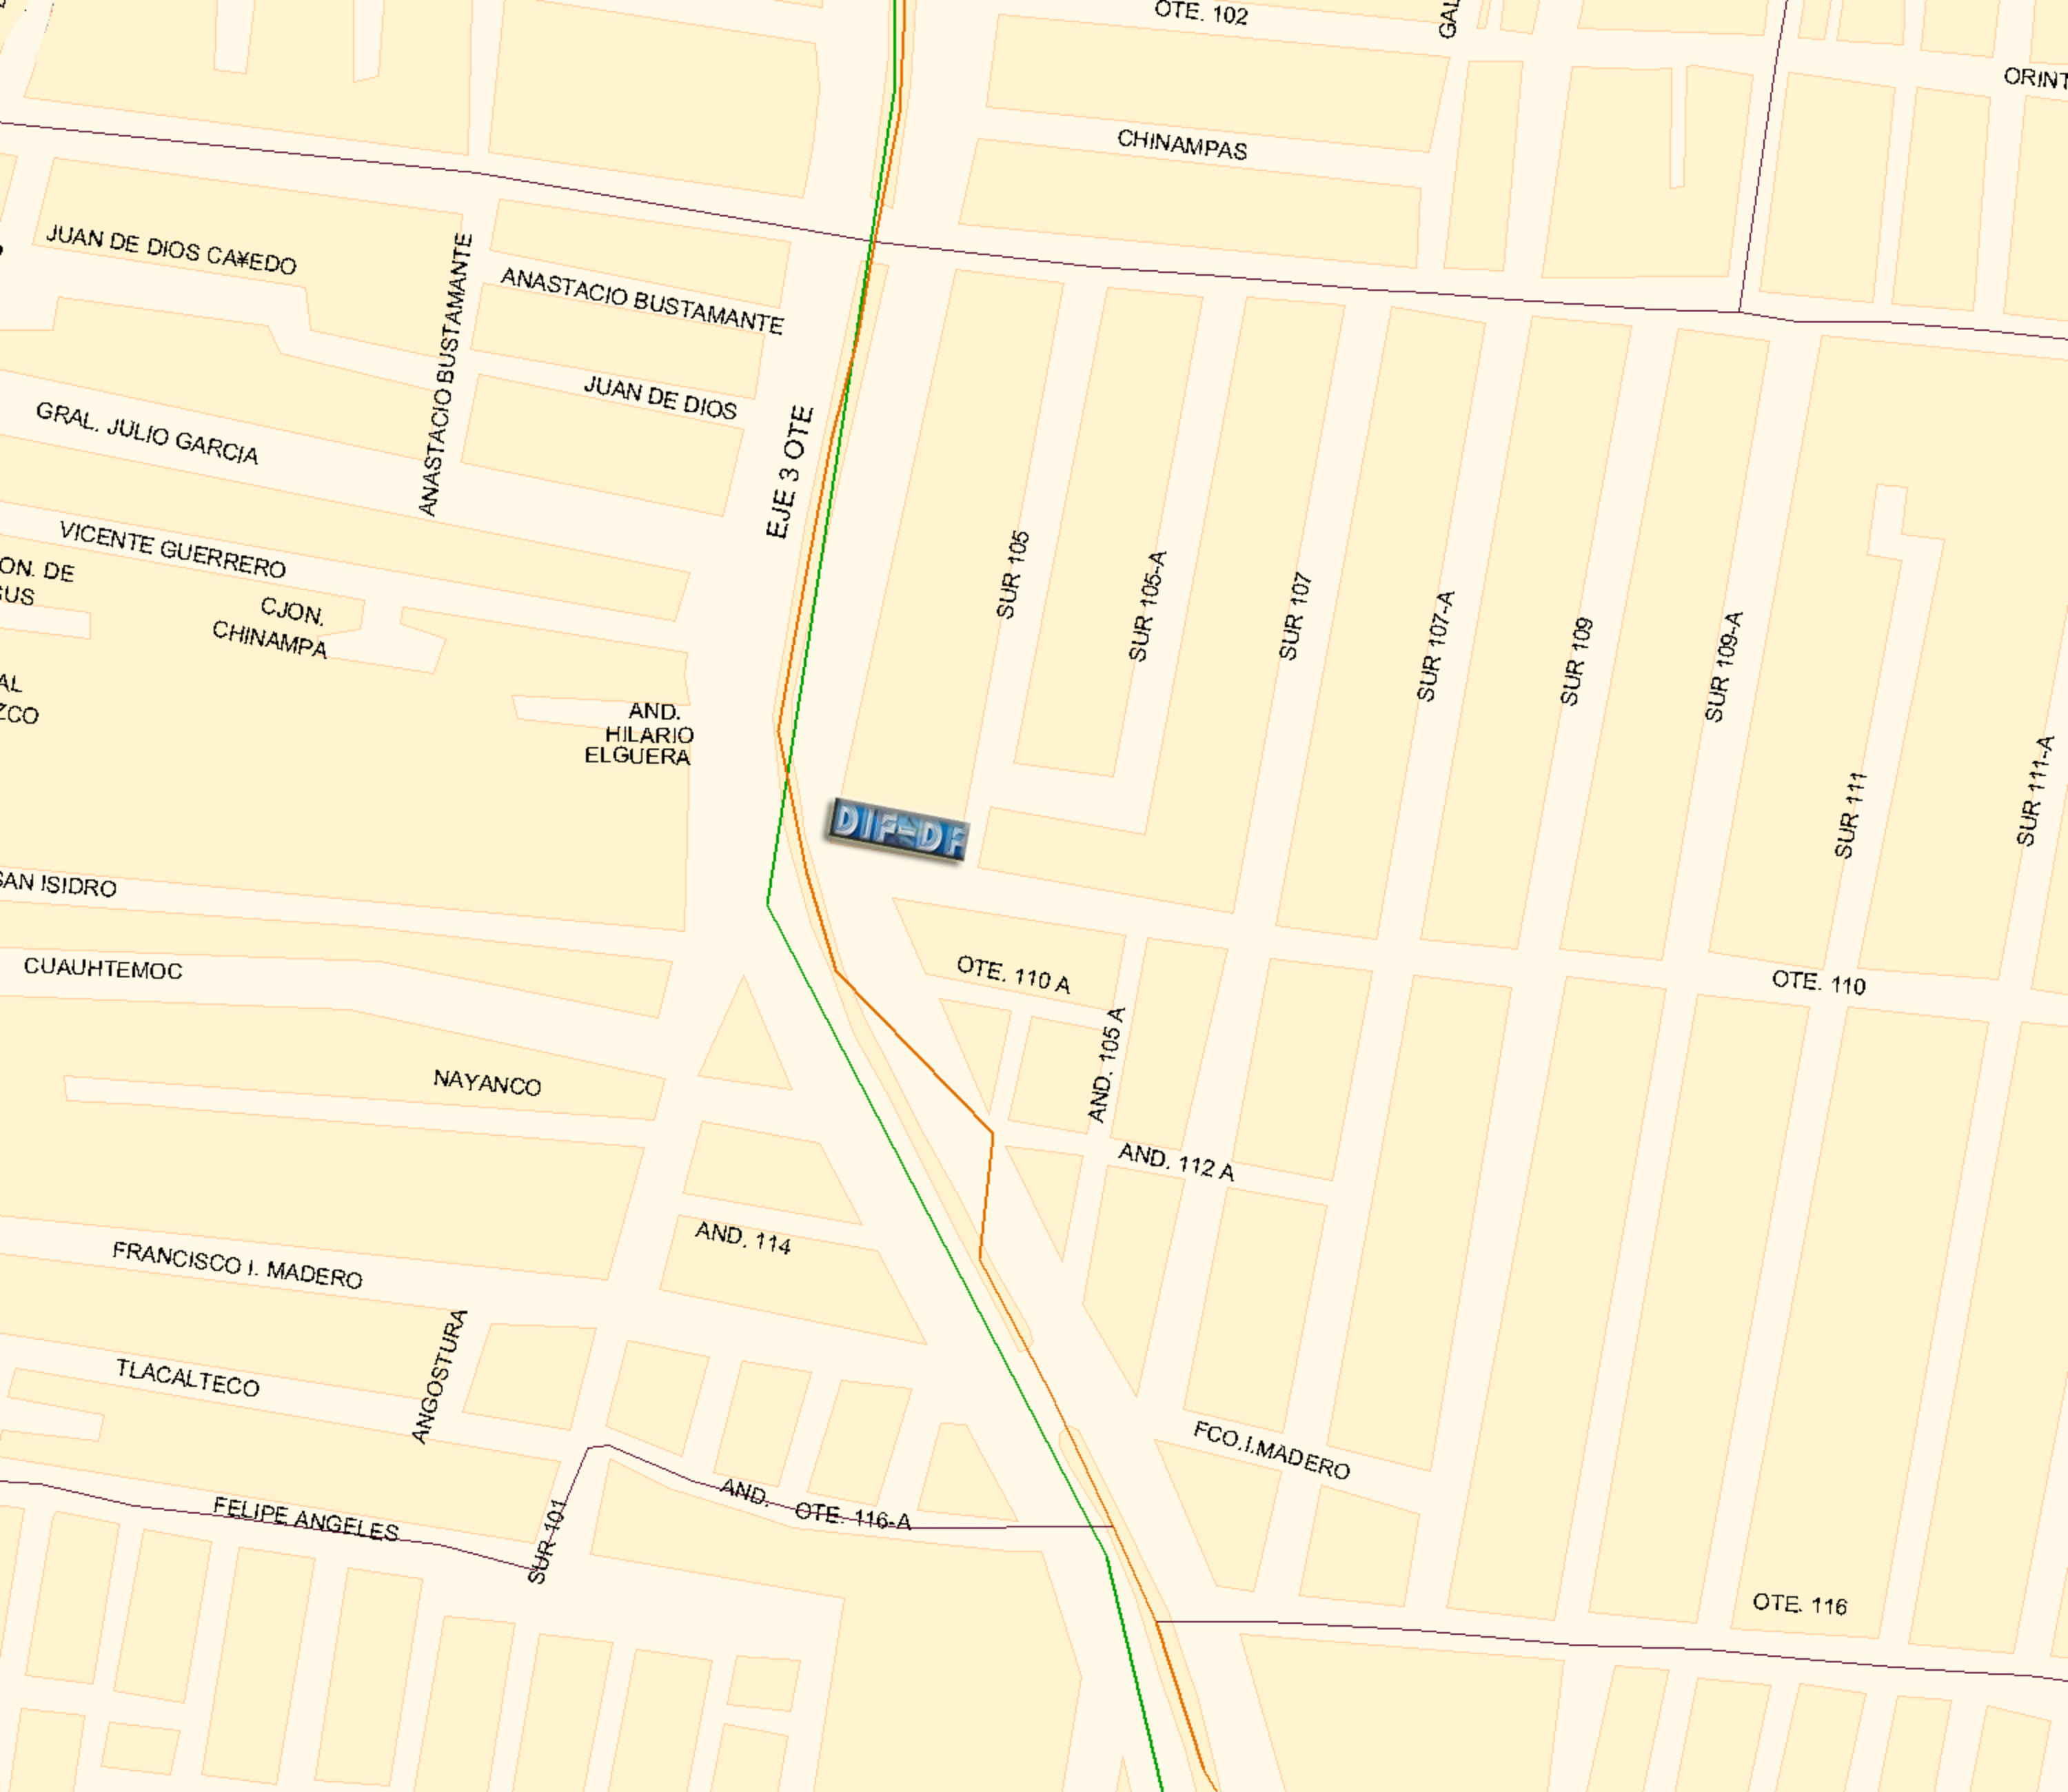 OTE. 102
CHINAMPAS
JUAN DE DIOS CA¥EDO
ANASTACIO BUSTAMANTE
ANASTACIO BUSTAMANTE
JUAN DE DIOS
GRAL. JULIO GARCIA
EJE 3 OTE
VICENTE GUERRERO
ON. DE
CJON.
CHINAMPA
AND.
HILARIO
ELGUERA
SUR 105
SUR 105-A
SUR 107
SUR 107-A
SUR 109
SUR 109-A
SUR 111
SUR 111-A
DIF-DF
SAN ISIDRO
CUAUHTEMOC
OTE. 110 A
OTE. 110
AND. 105 A
NAYANCO
AND. 112 A
AND. 114
FRANCISCO I. MADERO
ANGOSTURA
TLACALTECO
FCO.I.MADERO
AND. OTE. 116-A
FELIPE ANGELES
SUR 101
OTE. 116